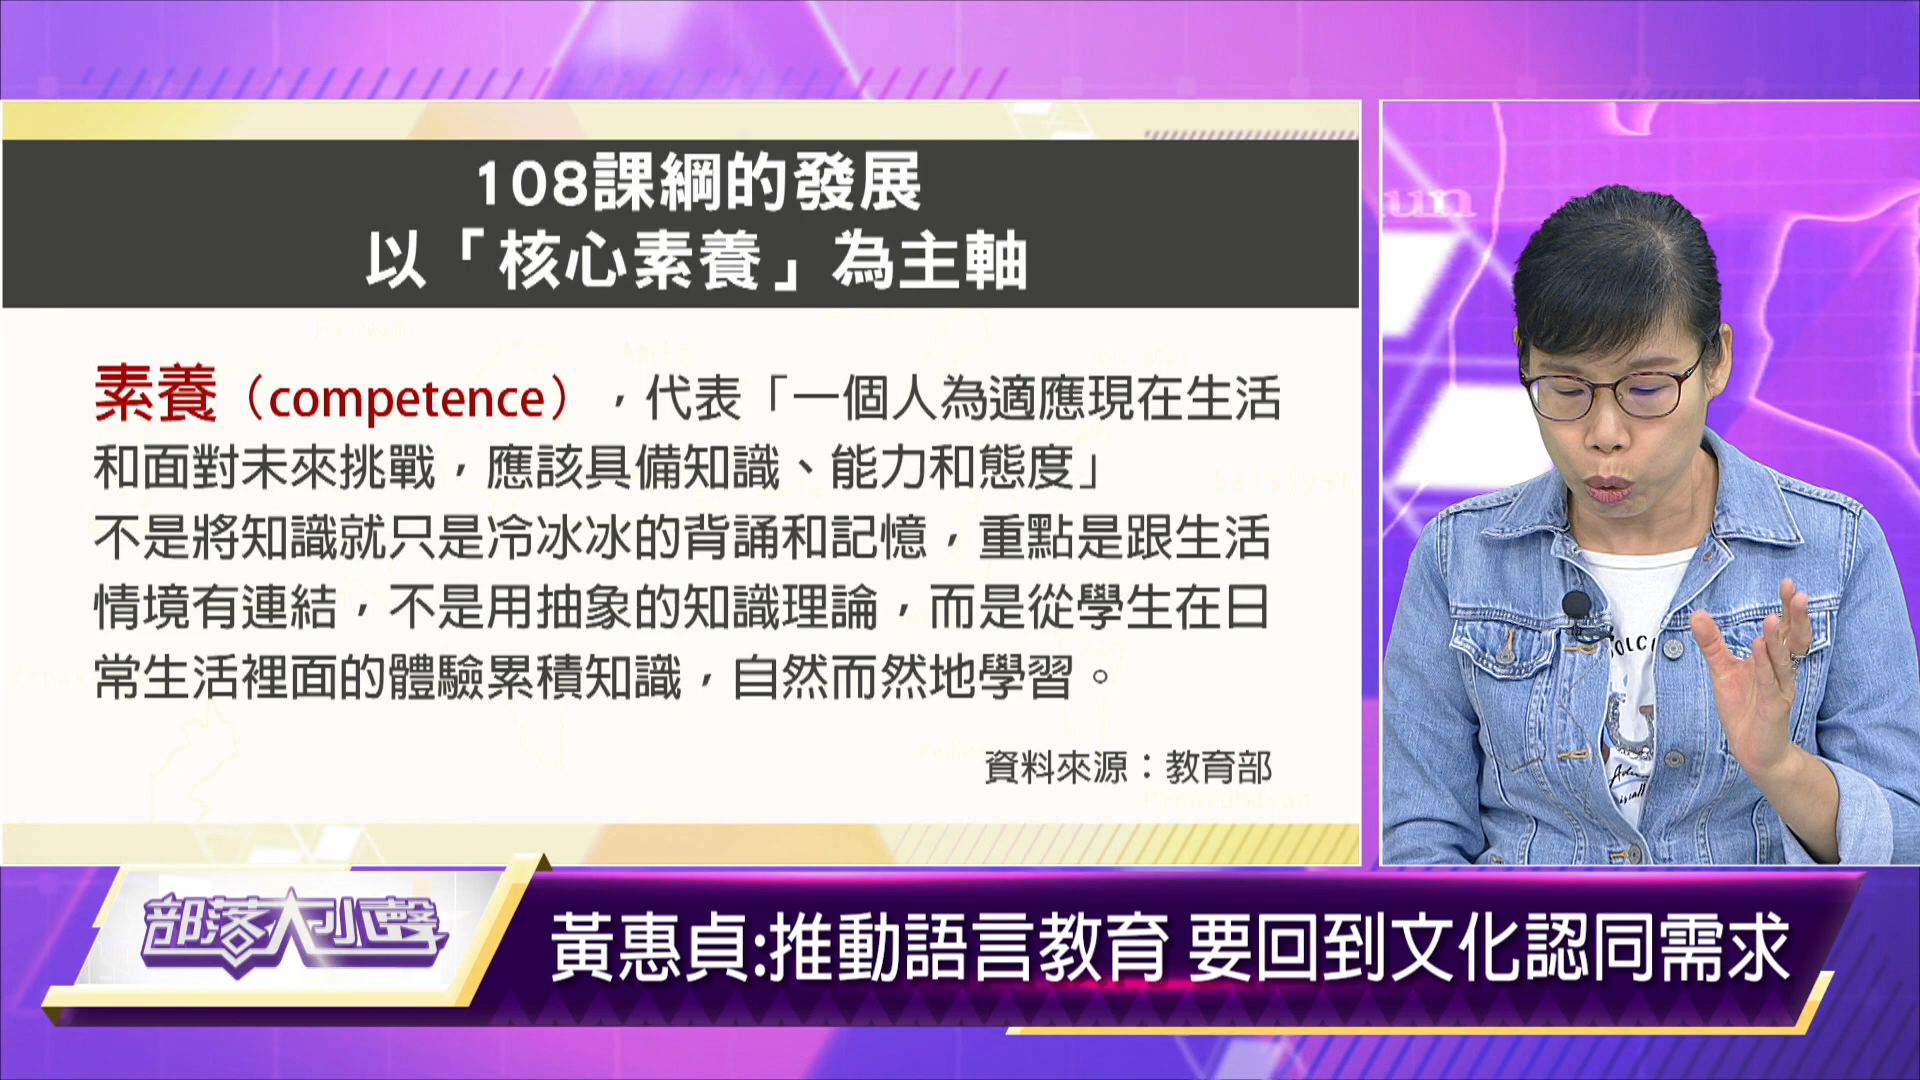 108課綱的發展
以「核心素養」為主軸
素養（competence），代表「一個人為適應現在生活
和面對未來挑戰，應該具備知識、能力和態度」
不是將知識就只是冷冰冰的背誦和記憶，重點是跟生活
情境有連結，不是用抽象的知識理論，而是從學生在日
常生活裡面的體驗累積知識，自然而然地學習。
資料來源：教育部
部落大小聲
黃惠貞:推動語言教育 要回到文化認同需求